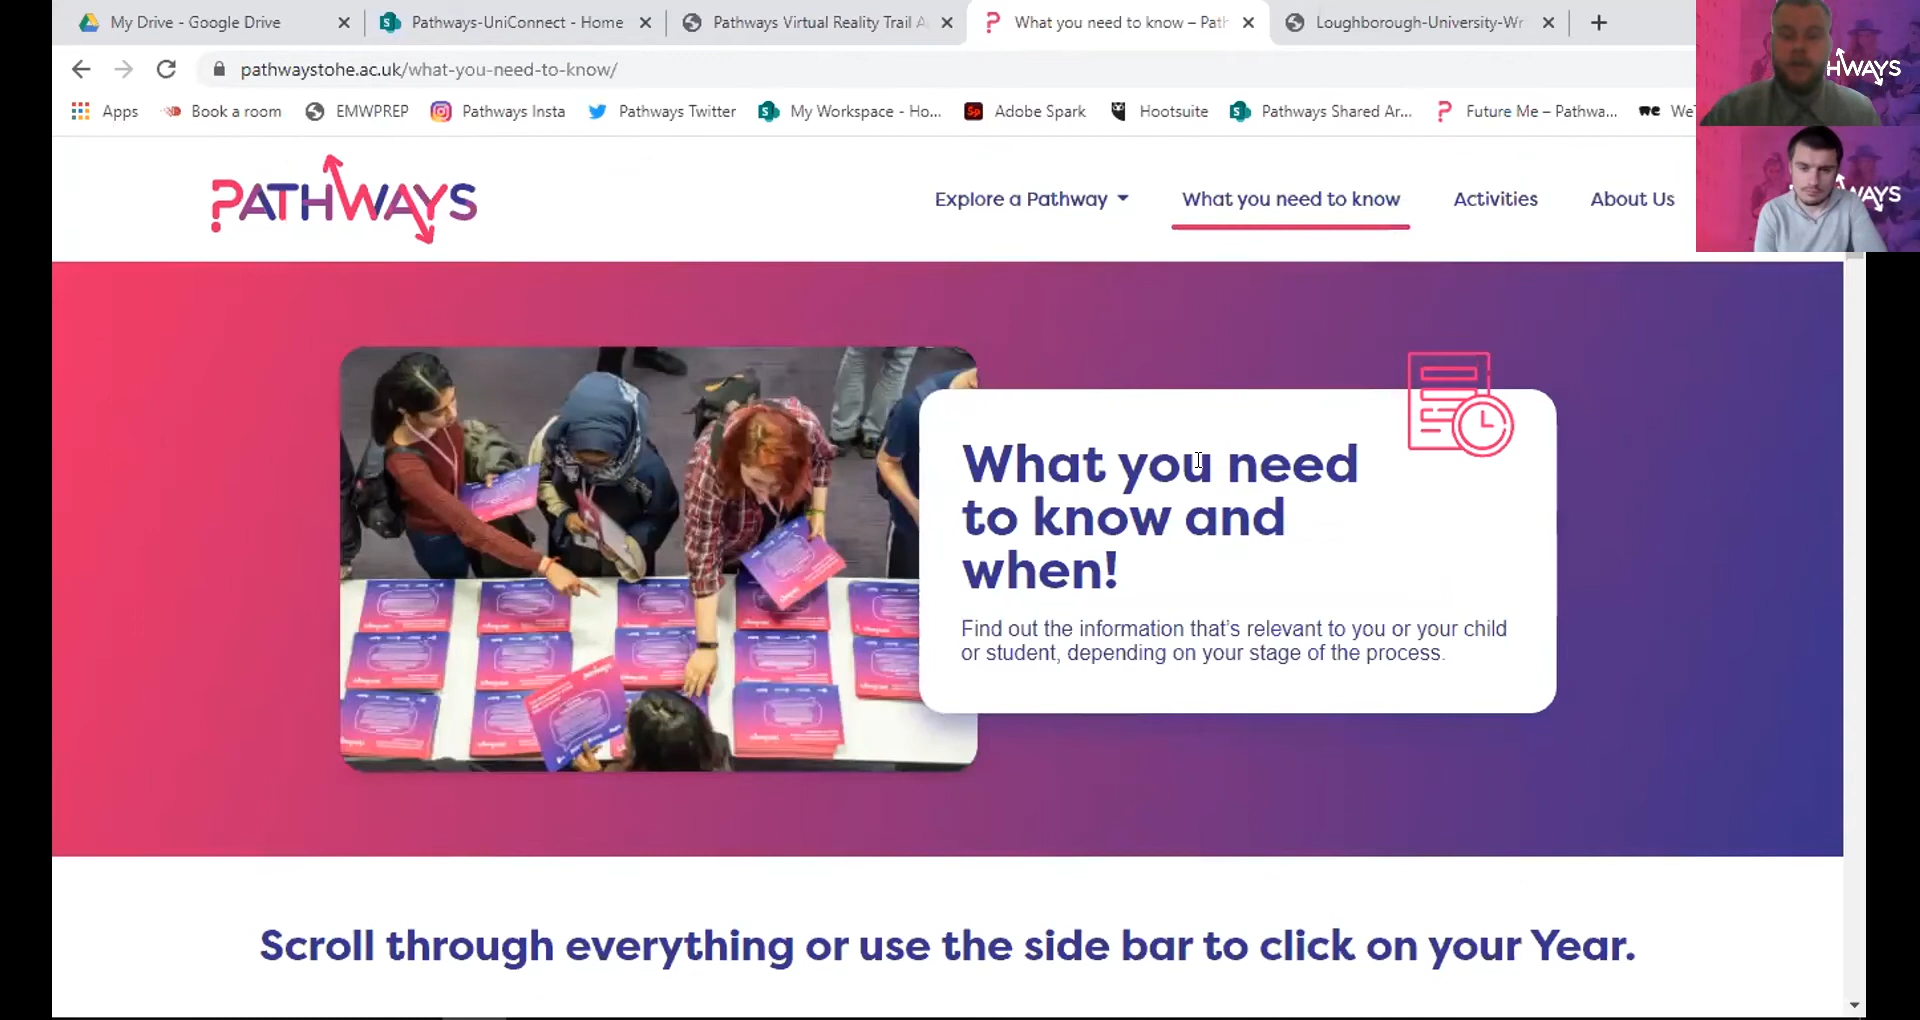 My Drive - Google Drive
Pathways-UniConnect - Home
Pathways Virtual Reality Trail A
What you need to know – Path
Loughborough-University-Wr
pathwaystohe.ac.uk/what-you-need-to-know/
Apps
Book a room
EMWPREP
Pathways Insta
Pathways Twitter
My Workspace - Ho...
Adobe Spark
Hootsuite
Pathways Shared Ar...
Future Me – Pathwa...
We
HWAYS
WAYS
PATHWAYS
Explore a Pathway
What you need to know
Activities
About Us
What you need
to know and
when!
Find out the information that’s relevant to you or your child
or student, depending on your stage of the process.
Scroll through everything or use the side bar to click on your Year.